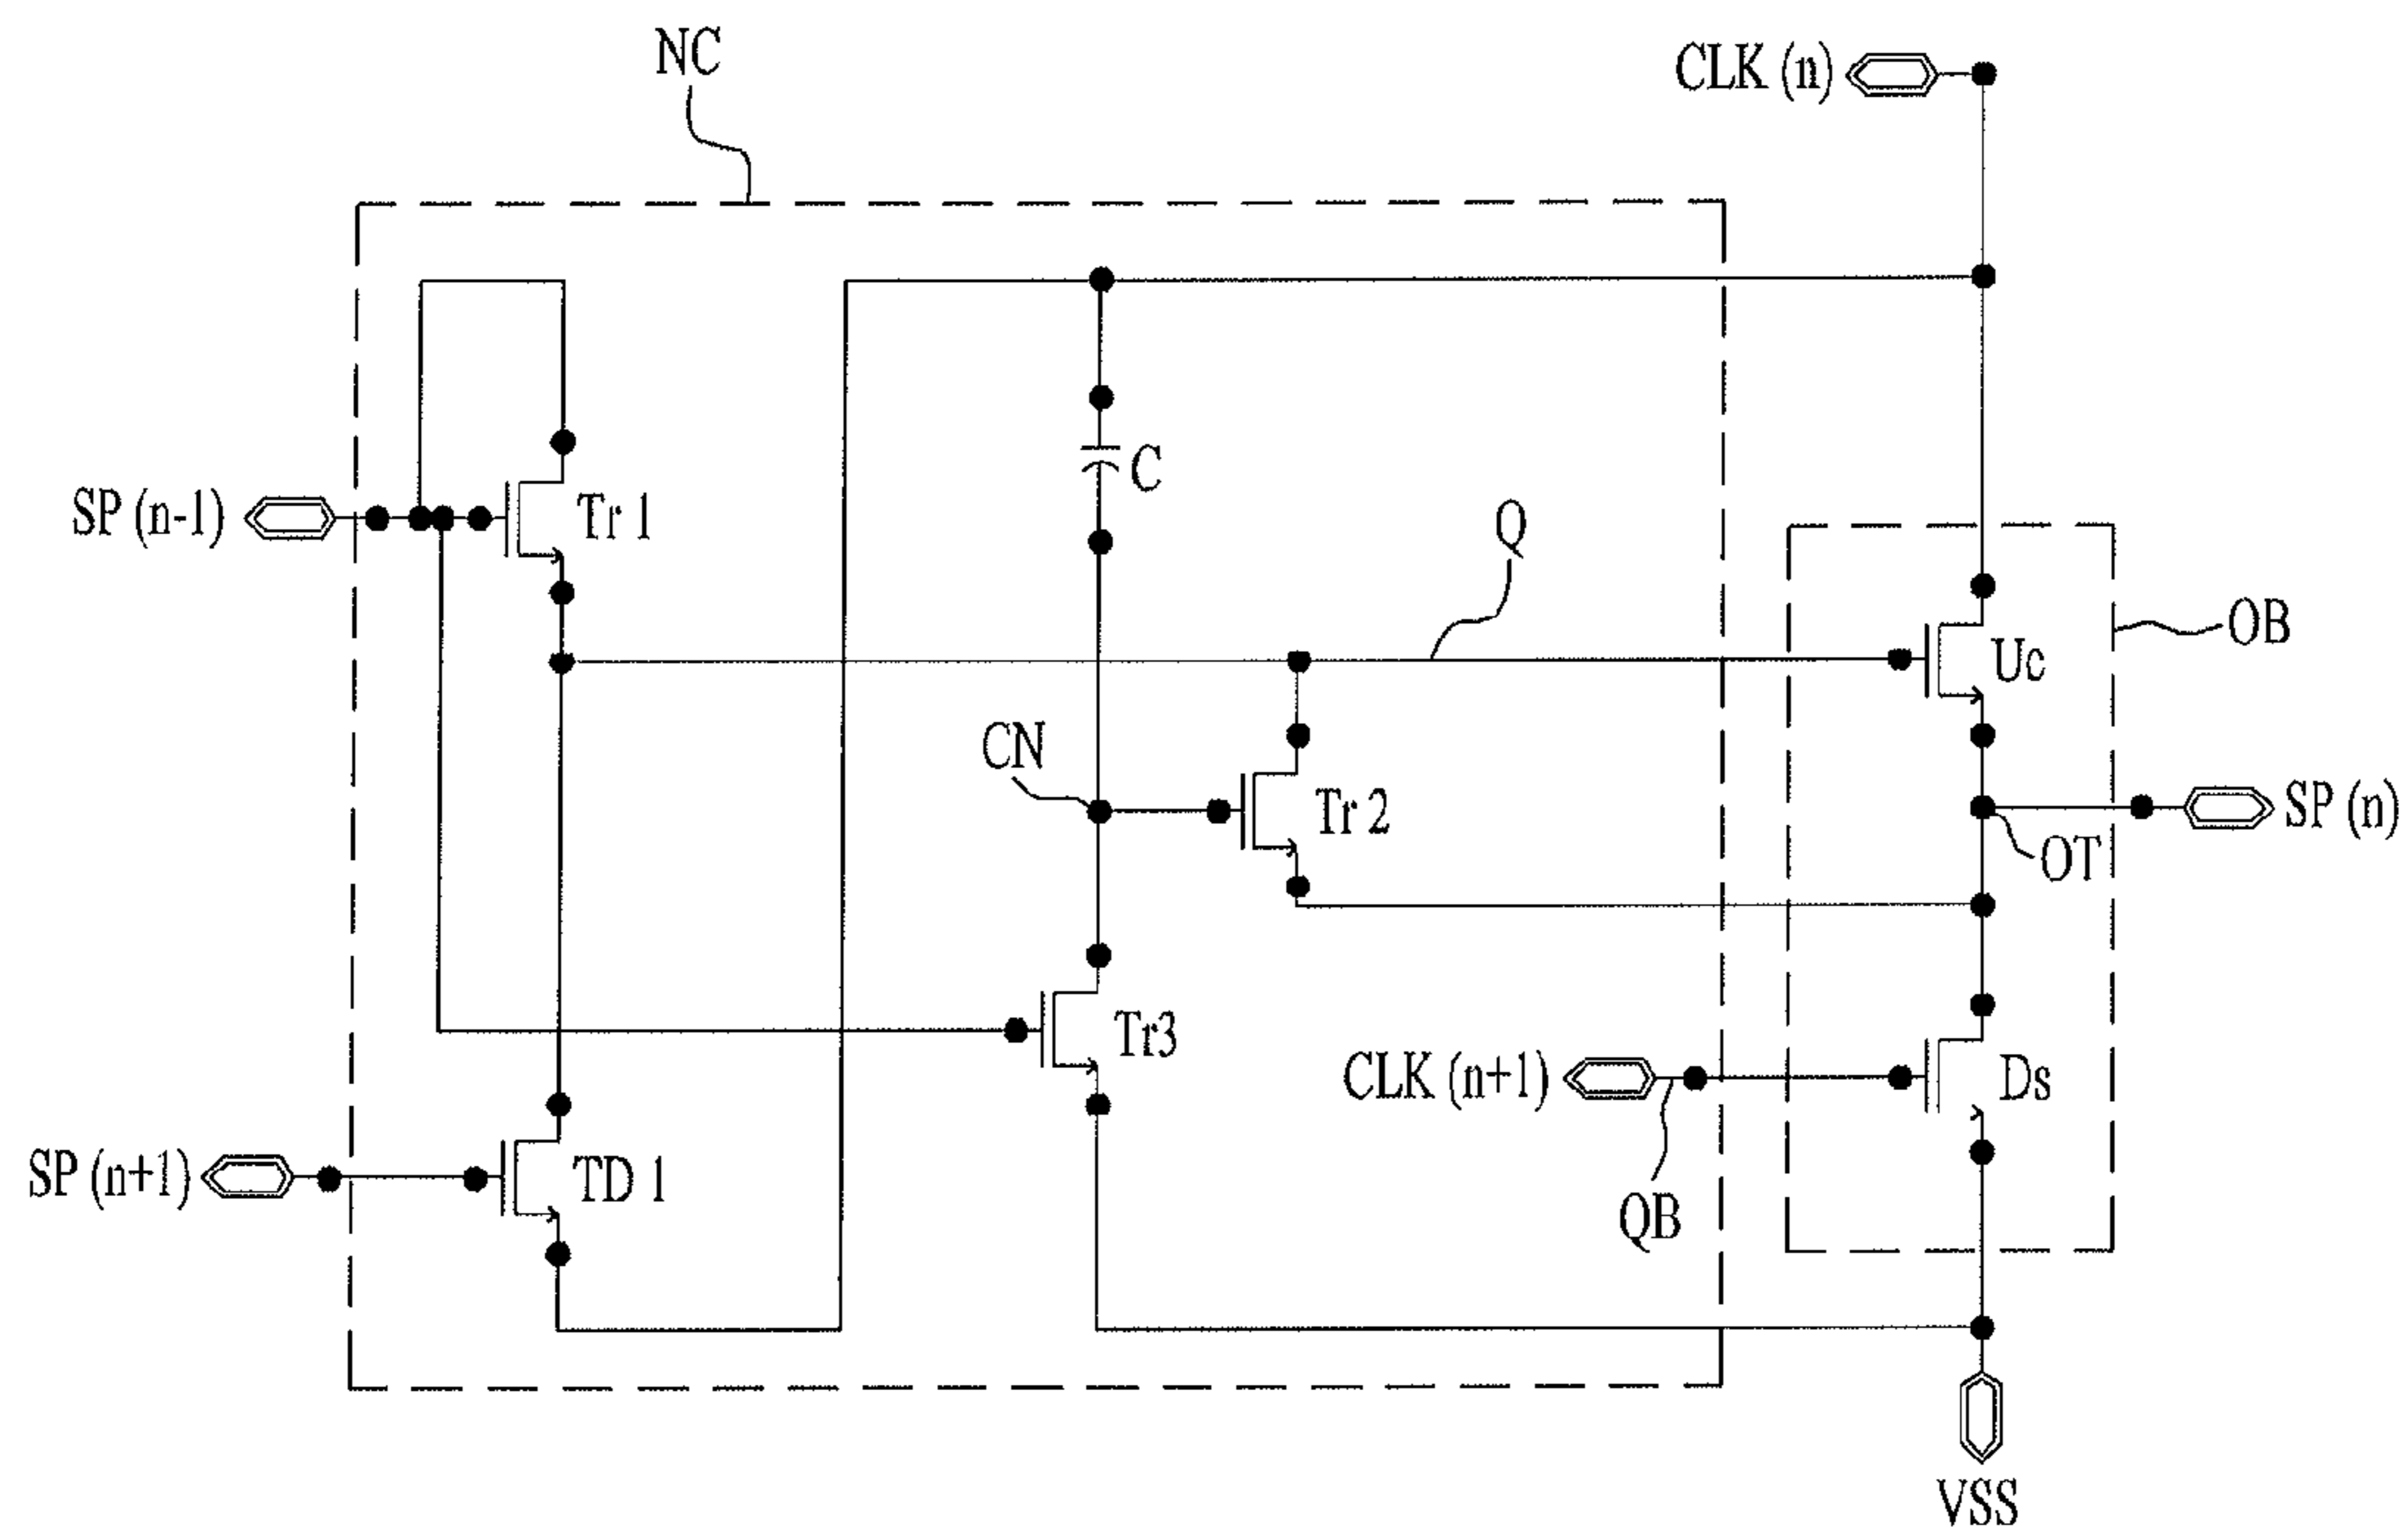 NC
CLK (n)
C
SP (n-1)
Tr 1
Q
OB
Uc
CN
Tr 2
SP (n)
OT
Tr3
CLK (n+1)
Ds
SP (n+1)
TD 1
QB
VSS